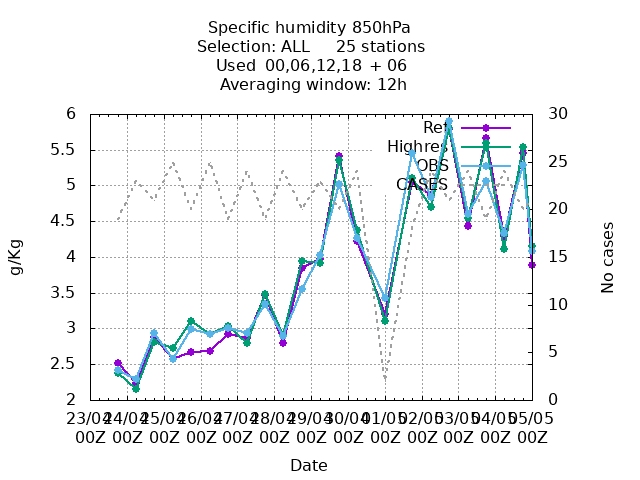 Specific humidity 850hPa
Selection: ALL 25 stations
Used 00,06,12,18 + 06
Averaging window: 12h
g/Kg
6
5.5
5
4.5
4
3.5
3
2.5
2
Ref
Highres
OBS
CASES
30
25
20
15
10
5
0
No cases
23/04 24/04 25/04 26/04 27/04 28/04 29/04 30/04 01/05 02/05 03/05 04/05 05/05
00Z 00Z 00Z 00Z 00Z 00Z 00Z 00Z 00Z 00Z 00Z 00Z 00Z
Date